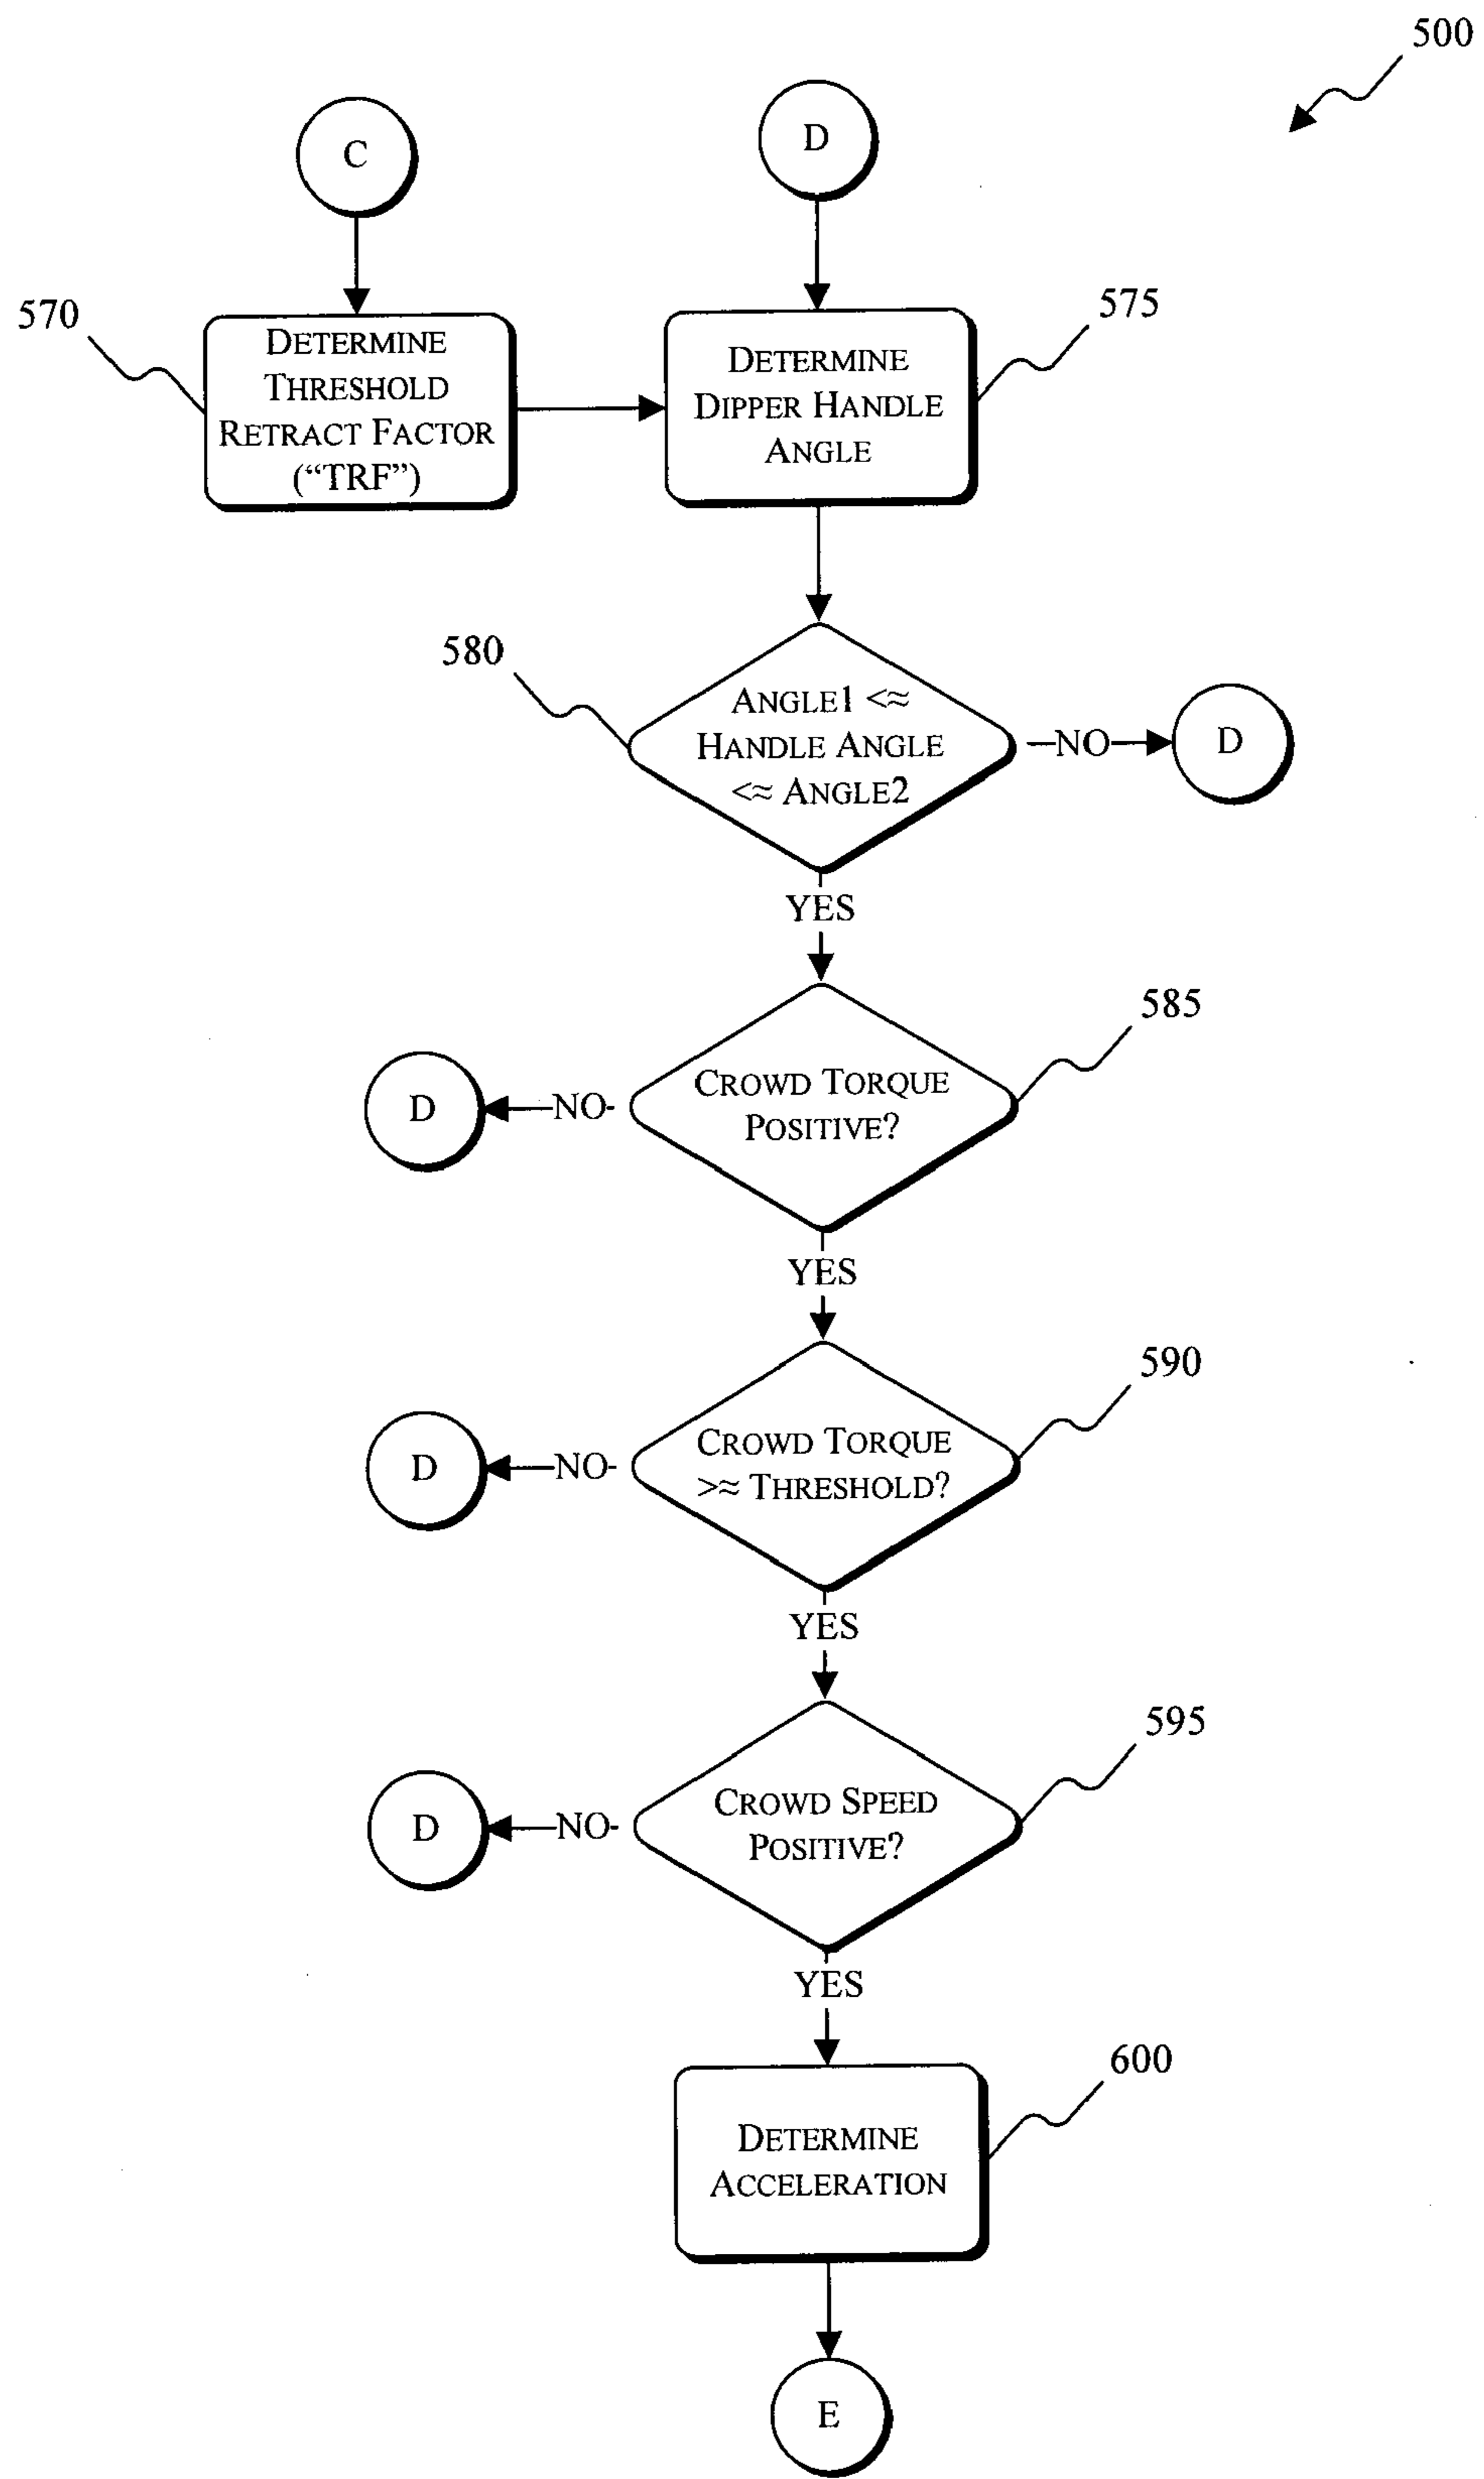 500
C
D
570
DETERMINE
THRESHOLD
RETRACT FACTOR
(“TRF”)
575
DETERMINE
DIPPER HANDLE
ANGLE
580
ANGLE1 <≈
HANDLE ANGLE
<≈ ANGLE2
NO
D
YES
585
CROWD TORQUE
POSITIVE?
NO
D
YES
590
CROWD TORQUE
>≈ THRESHOLD?
NO
D
YES
595
CROWD SPEED
POSITIVE?
NO
D
YES
600
DETERMINE
ACCELERATION
E